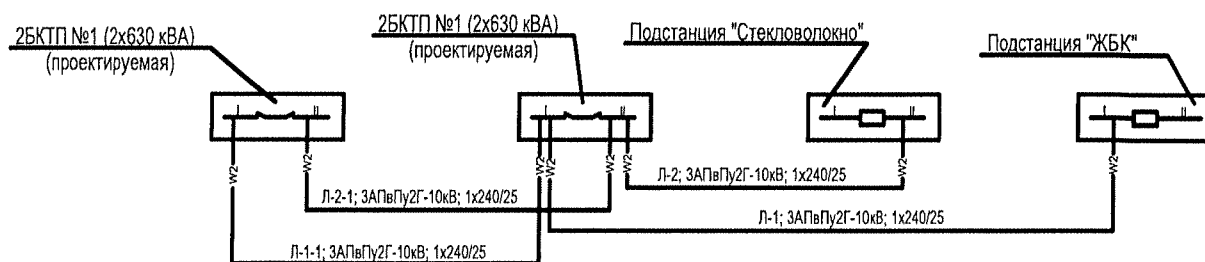 2БКТП №1 (2х630 кВА)
(проектируемая)
2БКТП №1 (2х630 кВА)
(проектируемая)
Подстанция "Стекловолокно"
Подстанция "ЖБК"
I
II
I
II
I
II
I
II
W2
W2
W2
W2
W2
W2
W2
W2
Л-2-1; 3АПвПу2Г-10кВ; 1х240/25
Л-2; 3АПвПу2Г-10кВ; 1х240/25
Л-1-1; 3АПвПу2Г-10кВ; 1х240/25
Л-1; 3АПвПу2Г-10кВ; 1х240/25